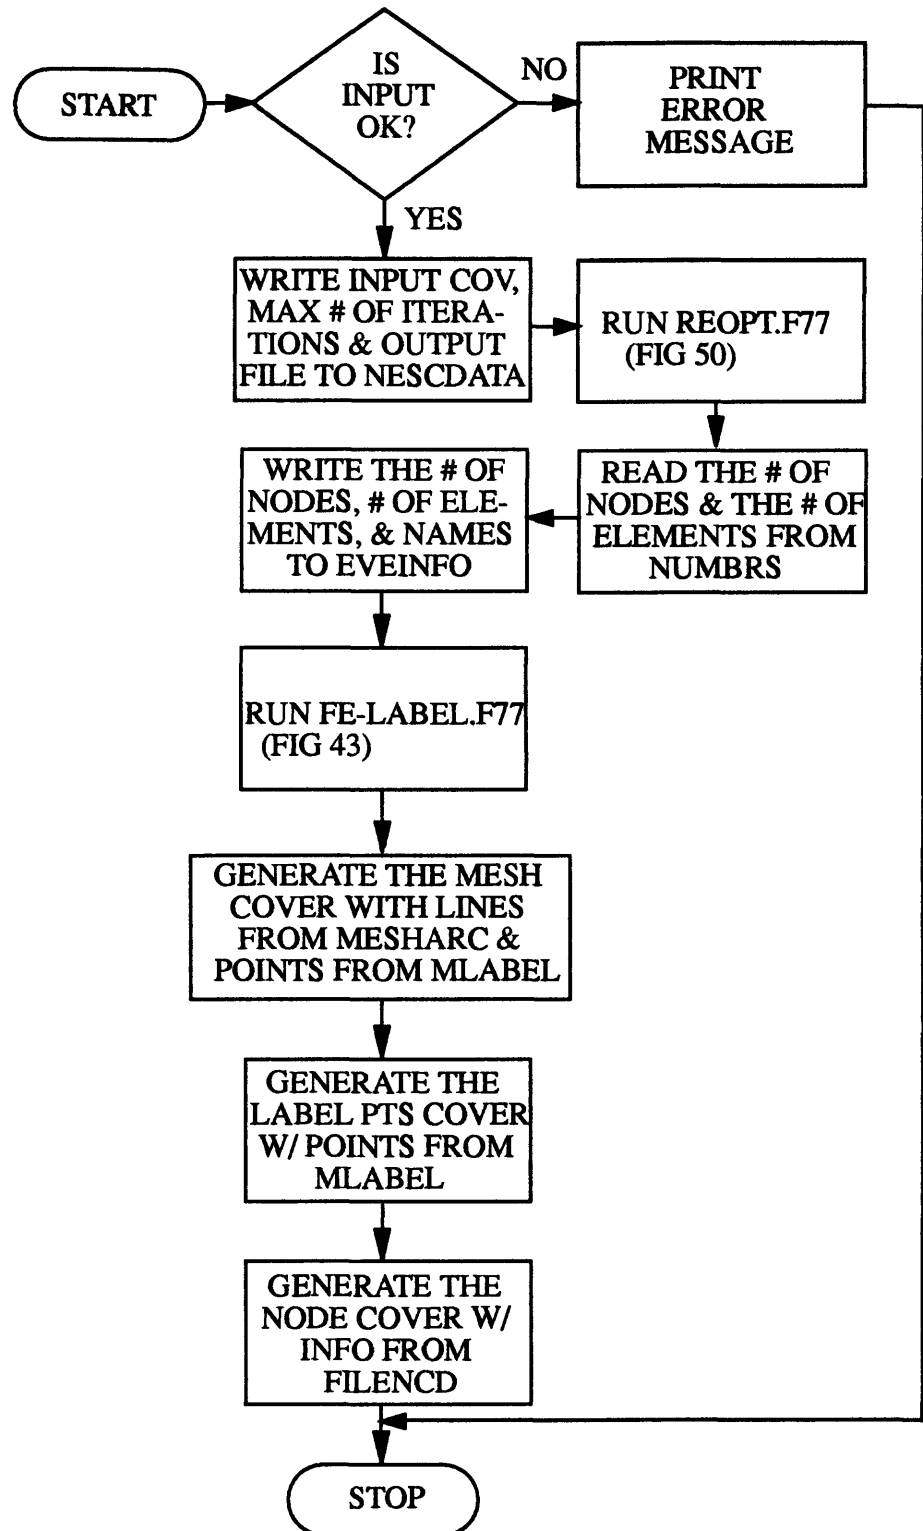 START
IS
INPUT
OK?
NO
PRINT
ERROR
MESSAGE
YES
WRITE INPUT COV,
MAX # OF ITERA-
TIONS & OUTPUT
FILE TO NESCDATA
RUN REOPT.F77
(FIG 50)
READ THE # OF
NODES & THE # OF
ELEMENTS FROM
NUMBRS
WRITE THE # OF
NODES, # OF ELE-
MENTS, & NAMES
TO EVEINFO
RUN FE-LABEL.F77
(FIG 43)
GENERATE THE MESH
COVER WITH LINES
FROM MESHARC &
POINTS FROM MLABEL
GENERATE THE
LABEL PTS COVER
W/ POINTS FROM
MLABEL
GENERATE THE
NODE COVER W/
INFO FROM
FILENCD
STOP